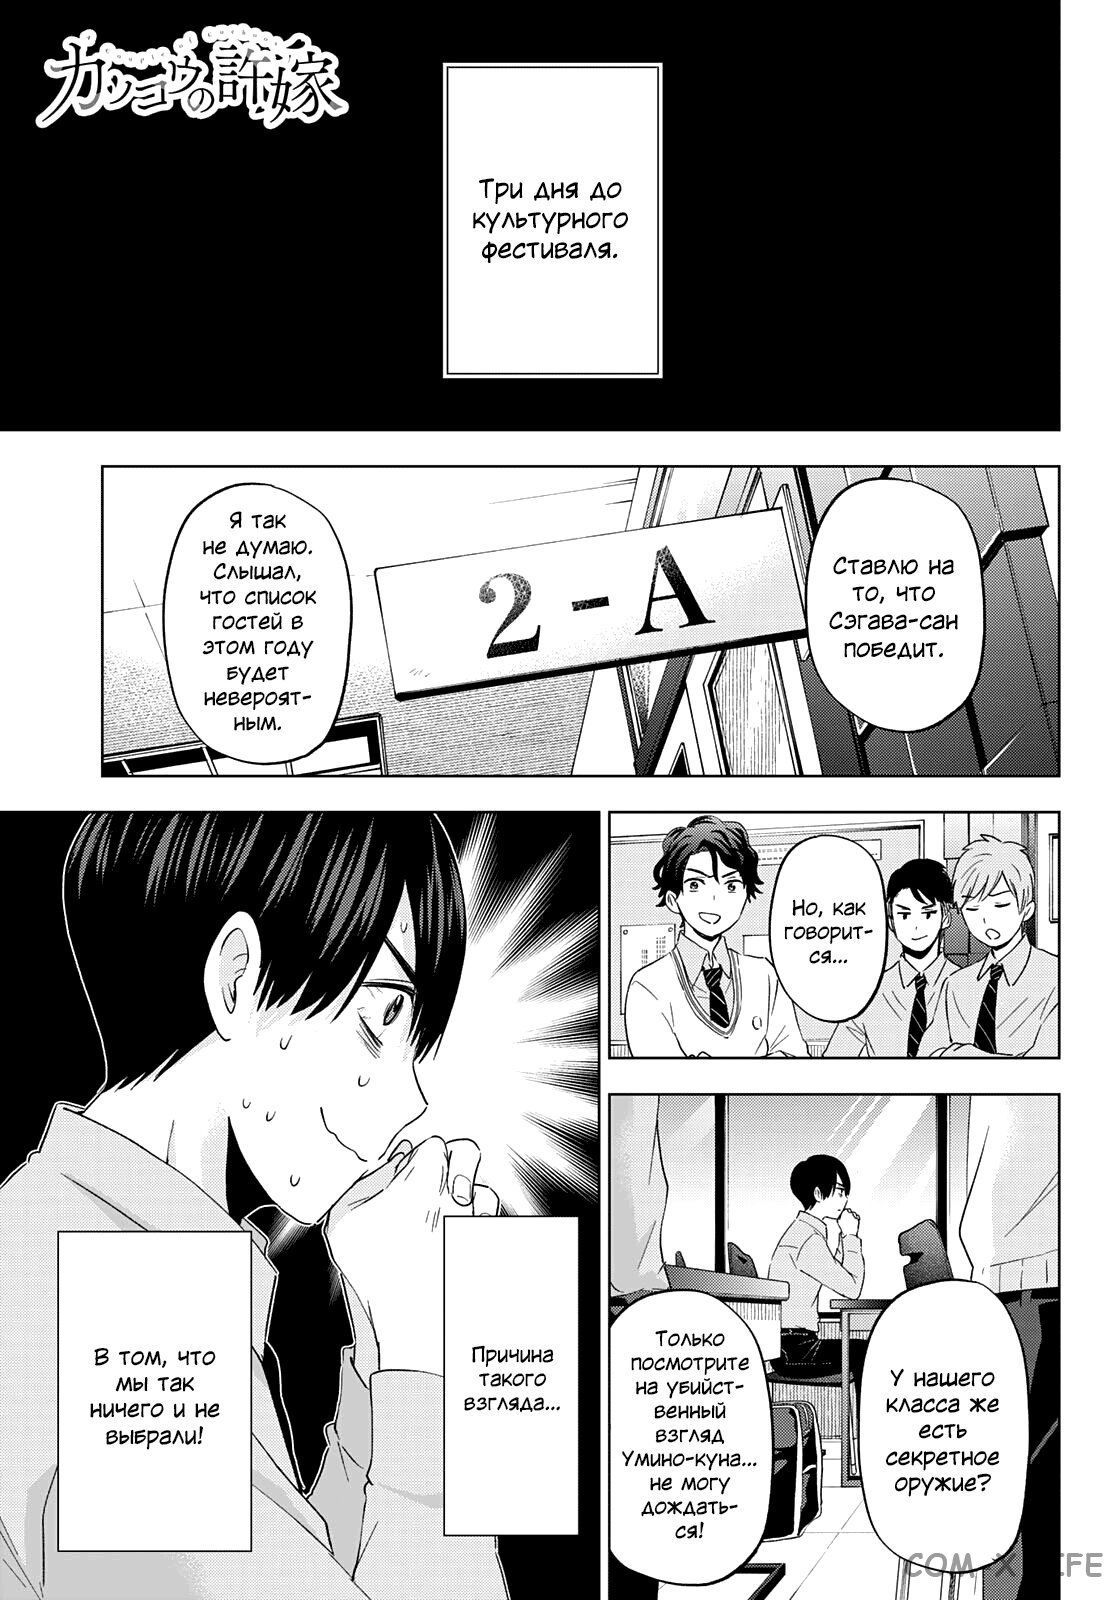 カッコウの許嫁
Три дня до
культурного
фестиваля.
2-A
Ставлю на
то, что
Сэгава-сан
победит.
Я так
не думаю.
Слышал,
что список
гостей в
этом году
будет
невероят-
ным.
Но, как
говорит-
ся...
У нашего
класса же
есть
секретное
оружие?
Только
посмотрите
на убийст-
венный
взгляд
Умино-куна...
не могу
дождать-
ся!
Причина
такого
взгляда...
В том, что
мы так
ничего и не
выбрали!
COM-X LIFE